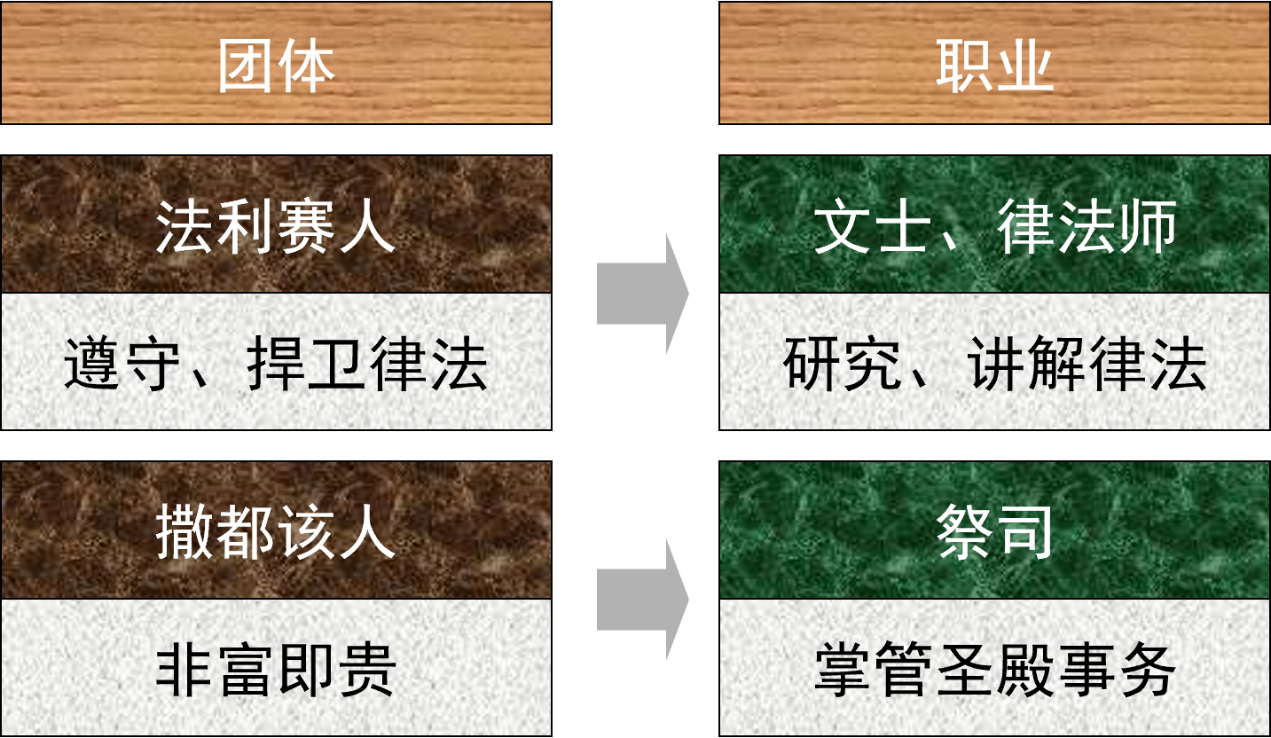 团体
职业
法利赛人
文士、律法师
遵守、捍卫律法
研究、讲解律法
撒都该人
祭司
非富即贵
掌管圣殿事务